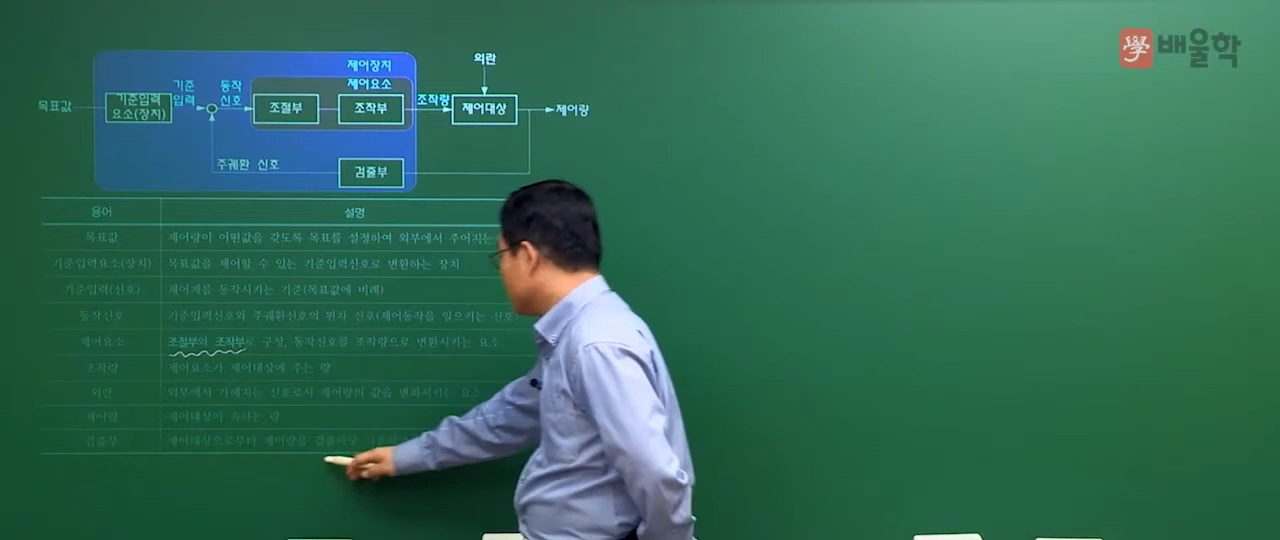 學 배울학
제어장치
외란
기준 동작 제어요소
목표값 기준입력 입력 신호 조절부 조작부 조작량 제어대상 제어량
요소(장치)
주궤환 신호 검출부
용어 설명
목표값 제어량이 어떤값을 갖도록 목표를 설정하여 외부에서 주어지는
기준입력요소(장치) 목표값을 제어할 수 있는 기준입력신호로 변환하는 장치
기준입력(신호) 제어계를 동작시키는 기준(목표값에 비례)
동작신호 기준입력신호와 주궤환신호의 편차 신호(제어동작을 일으키는 신호
제어요소 조절부와 조작부로 구성, 동작신호를 조작량으로 변환시키는 요소
조작량 제어요소가 제어대상에 주는 량
외란 외부에서 가해지는 신호로서 제어량의 값을 변화시키는 요소
제어량 제어대상이 속하는 량
검출부 제어대상으로부터 제어량을 검출하고